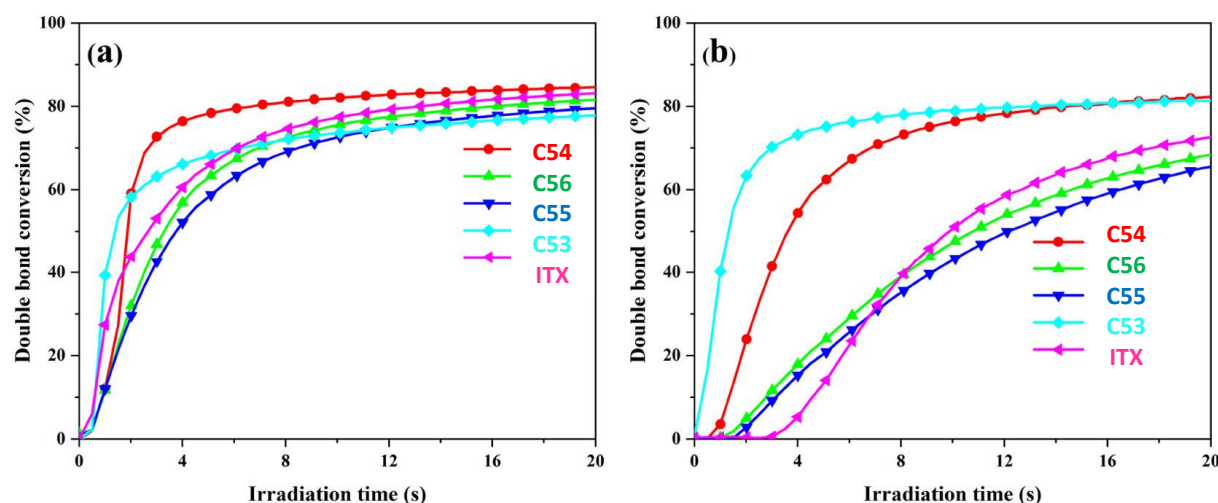 (a)
Double bond conversion (%)
100
80
60
40
20
0
C54
C56
C55
C53
ITX
0 4 8 12 16 20
Irradiation time (s)
(b)
Double bond conversion (%)
100
80
60
40
20
0
C54
C56
C55
C53
ITX
0 4 8 12 16 20
Irradiation time (s)